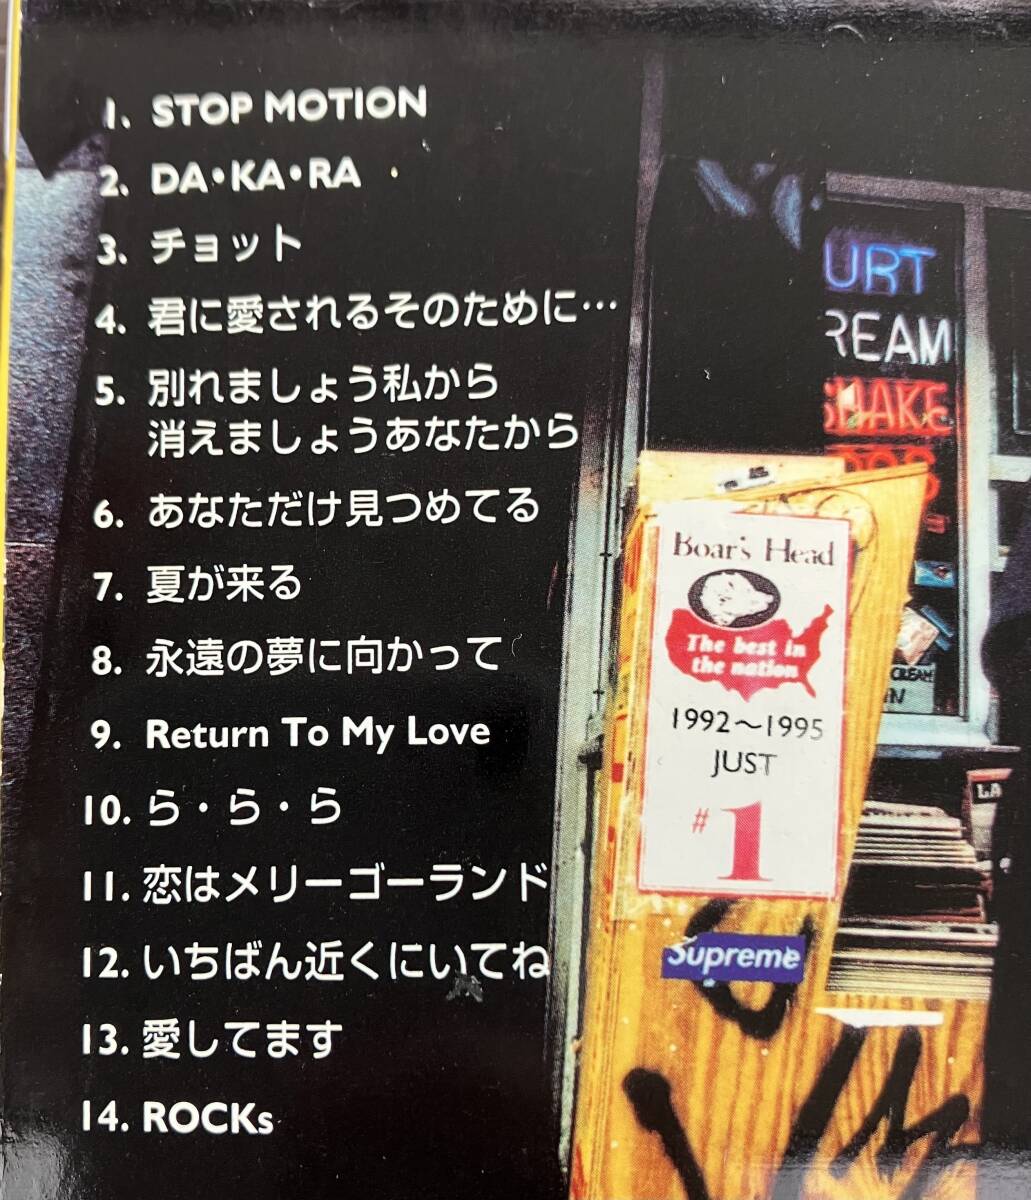 1. STOP MOTION
2. DA・KA・RA
3. チョット
4. 君に愛されるそのために…
5. 別れましょう私から
消えましょうあなたから
6. あなただけ見つめてる
7. 夏が来る
8. 永遠の夢に向かって
9. Return To My Love
10. ら・ら・ら
11. 恋はメリーゴーランド
12. いちばん近くにいてね
13. 愛してます
14. ROCKs
URT
REAM
SHAKE
Boar's Head
The best in
the nation
1992～1995
JUST
#1
Supreme
CREAM
IN
LA